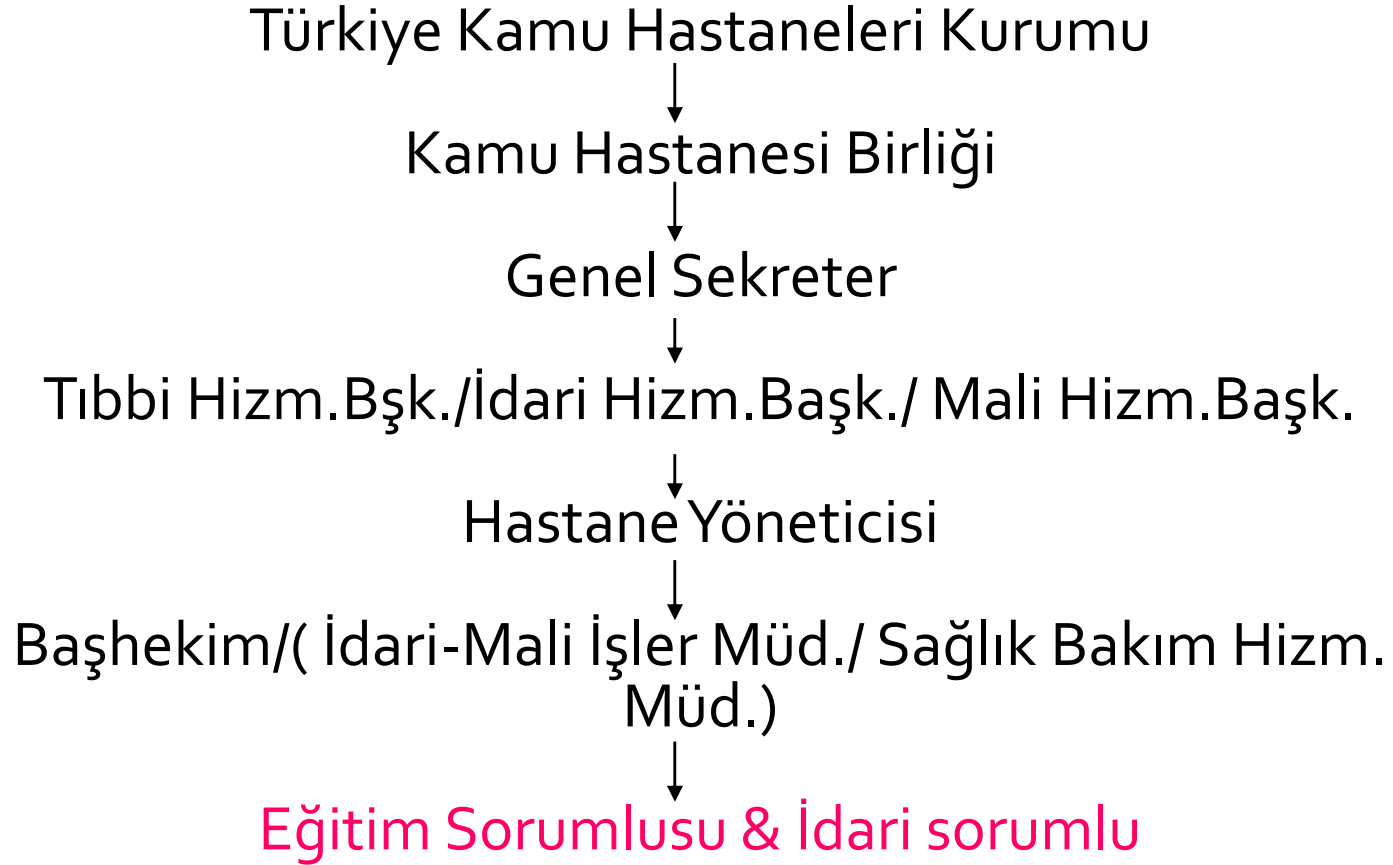 Türkiye Kamu Hastaneleri Kurumu
Kamu Hastanesi Birliği
Genel Sekreter
Tıbbi Hizm.Bşk./İdari Hizm.Başk./ Mali Hizm.Başk.
Hastane Yöneticisi
Başhekim/( İdari-Mali İşler Müd./ Sağlık Bakım Hizm.
Müd.)
Eğitim Sorumlusu & İdari sorumlu